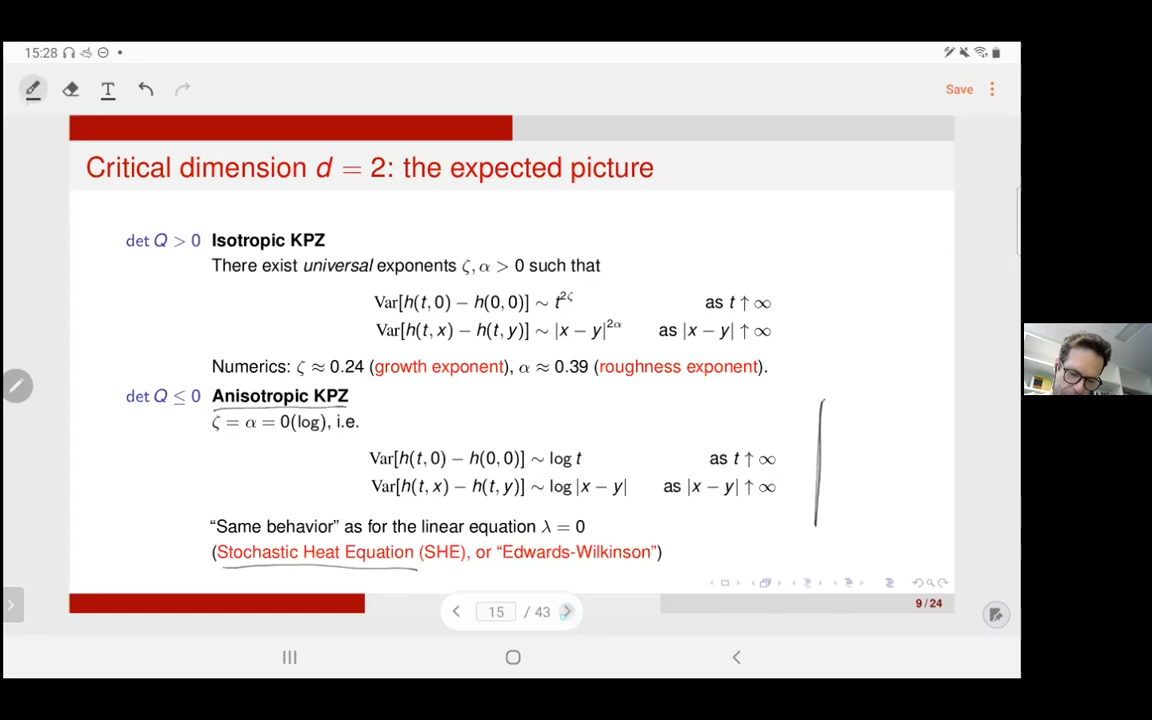 15:28
T
Save
Critical dimension d = 2: the expected picture
det Q > 0 Isotropic KPZ
There exist universal exponents ζ, α > 0 such that
Var[h(t, 0) − h(0, 0)] ∼ t^{2ζ} as t ↑ ∞
Var[h(t, x) − h(t, y)] ∼ |x − y|^{2α} as |x − y| ↑ ∞
Numerics: ζ ≈ 0.24 (growth exponent), α ≈ 0.39 (roughness exponent).
det Q ≤ 0 Anisotropic KPZ
ζ = α = 0(log), i.e.
Var[h(t, 0) − h(0, 0)] ∼ log t as t ↑ ∞
Var[h(t, x) − h(t, y)] ∼ log |x − y| as |x − y| ↑ ∞
“Same behavior” as for the linear equation λ = 0
(Stochastic Heat Equation (SHE), or “Edwards-Wilkinson”)
9/24
15 / 43